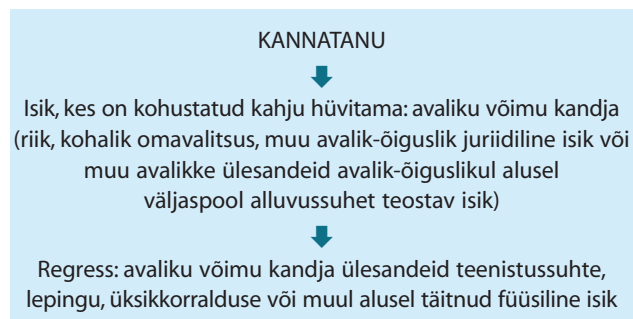 KANNATANU
Isik, kes on kohustatud kahju hüvitama: avaliku võimu kandja
(riik, kohalik omavalitsus, muu avalik-õiguslik juriidiline isik või
muu avalikke ülesandeid avalik-õiguslikul alusel
väljaspool alluvussuhet teostav isik)
Regress: avaliku võimu kandja ülesandeid teenistussuhte,
lepingu, üksikkorralduse või muul alusel täitnud füüsiline isik